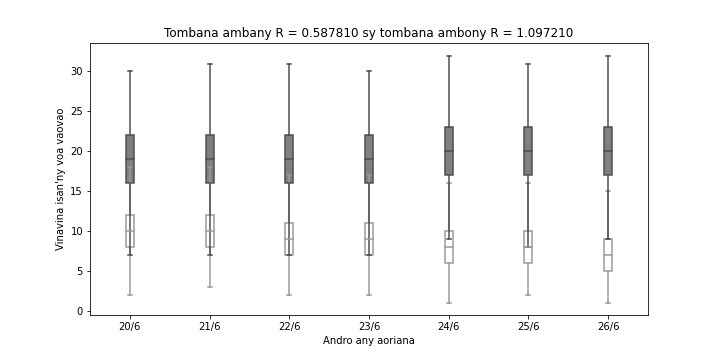 Tombana ambany R = 0.587810 sy tombana ambony R = 1.097210
Vinavina isan'ny voa vaovao
30
25
20
15
10
5
0
20/6 21/6 22/6 23/6 24/6 25/6 26/6
Andro any aoriana